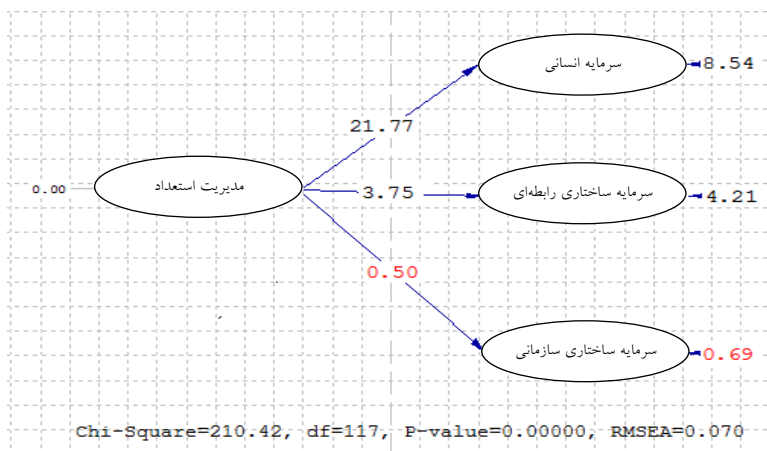 سرمایه انسانی
8.54
21.77
0.00
مدیریت استعداد
3.75
سرمایه ساختاری رابطه‌ای
4.21
0.50
سرمایه ساختاری سازمانی
0.69
Chi-Square=210.42, df=117, P-value=0.00000, RMSEA=0.070